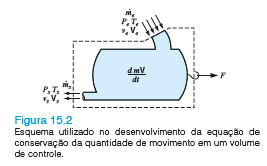 ṁₑ
Pₑ Tₑ
vₑ Vₑ
d mV
dt
F
ṁₛ
Pₛ Tₛ
vₛ Vₛ
Figura 15.2
Esquema utilizado no desenvolvimento da equação de
conservação da quantidade de movimento em um volume
de controle.